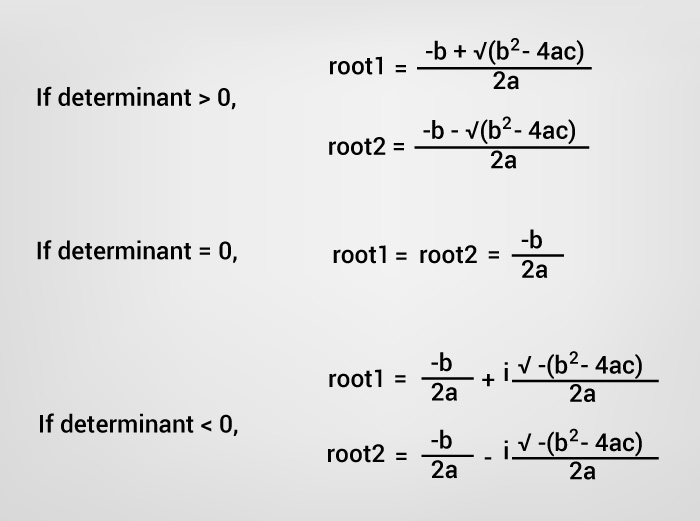 If determinant > 0,
root1 = -b + √(b²- 4ac) / 2a
root2 = -b - √(b²- 4ac) / 2a
If determinant = 0,
root1 = root2 = -b / 2a
If determinant < 0,
root1 = -b / 2a + i √ -(b²- 4ac) / 2a
root2 = -b / 2a - i √ -(b²- 4ac) / 2a